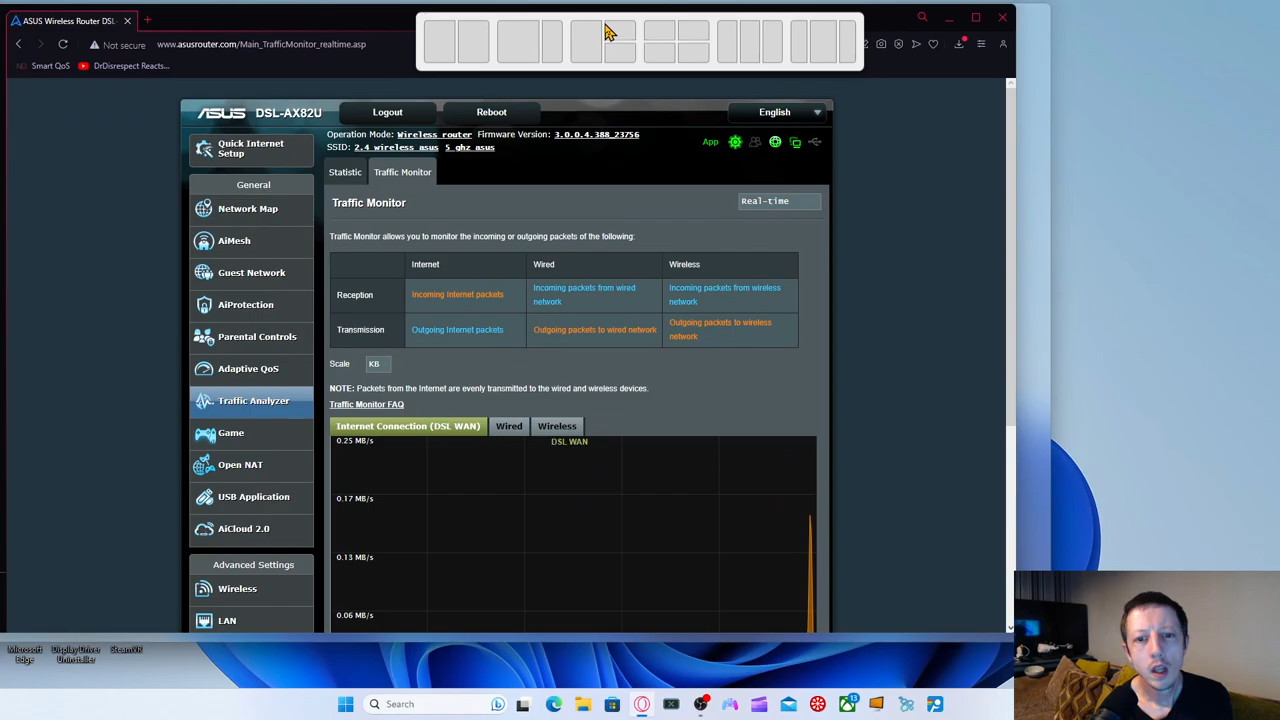 ASUS Wireless Router DSL-
Not secure
www.asusrouter.com/Main_TrafficMonitor_realtime.asp
Smart QoS
DrDisrespect Reacts...
ASUS
DSL-AX82U
Logout
Reboot
English
Operation Mode: Wireless router Firmware Version: 3.0.0.4.388_23756
SSID: 2.4 wireless asus 5 ghz asus
App
Quick Internet
Setup
General
Network Map
AiMesh
Guest Network
AiProtection
Parental Controls
Adaptive QoS
Traffic Analyzer
Game
Open NAT
USB Application
AiCloud 2.0
Advanced Settings
Wireless
LAN
Statistic
Traffic Monitor
Traffic Monitor
Real-time
Traffic Monitor allows you to monitor the incoming or outgoing packets of the following:
Internet
Wired
Wireless
Reception
Incoming Internet packets
Incoming packets from wired
network
Incoming packets from wireless
network
Transmission
Outgoing Internet packets
Outgoing packets to wired network
Outgoing packets to wireless
network
Scale
KB
NOTE: Packets from the Internet are evenly transmitted to the wired and wireless devices.
Traffic Monitor FAQ
Internet Connection (DSL WAN)
Wired
Wireless
0.25 MB/s
DSL WAN
0.17 MB/s
0.13 MB/s
0.06 MB/s
Microsoft
Edge
Display Driver
Uninstaller
SteamVR
Search
13